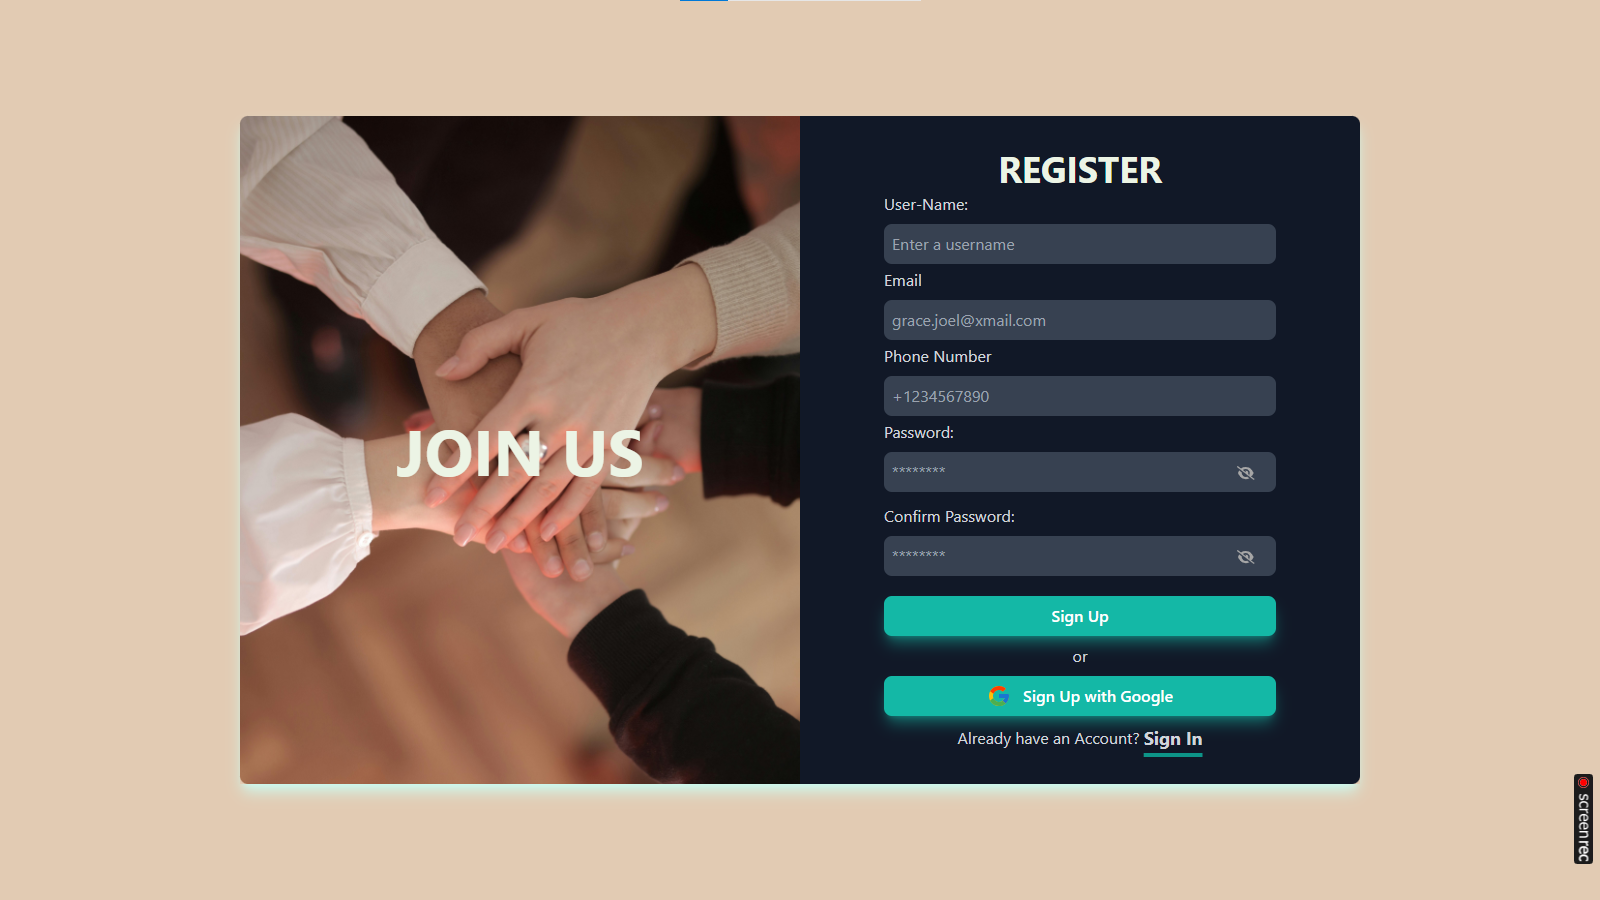 JOIN US
REGISTER
User-Name:
Enter a username
Email
grace.joel@xmail.com
Phone Number
+1234567890
Password:
********
Confirm Password:
********
Sign Up
or
Sign Up with Google
Already have an Account? Sign In
screenrec